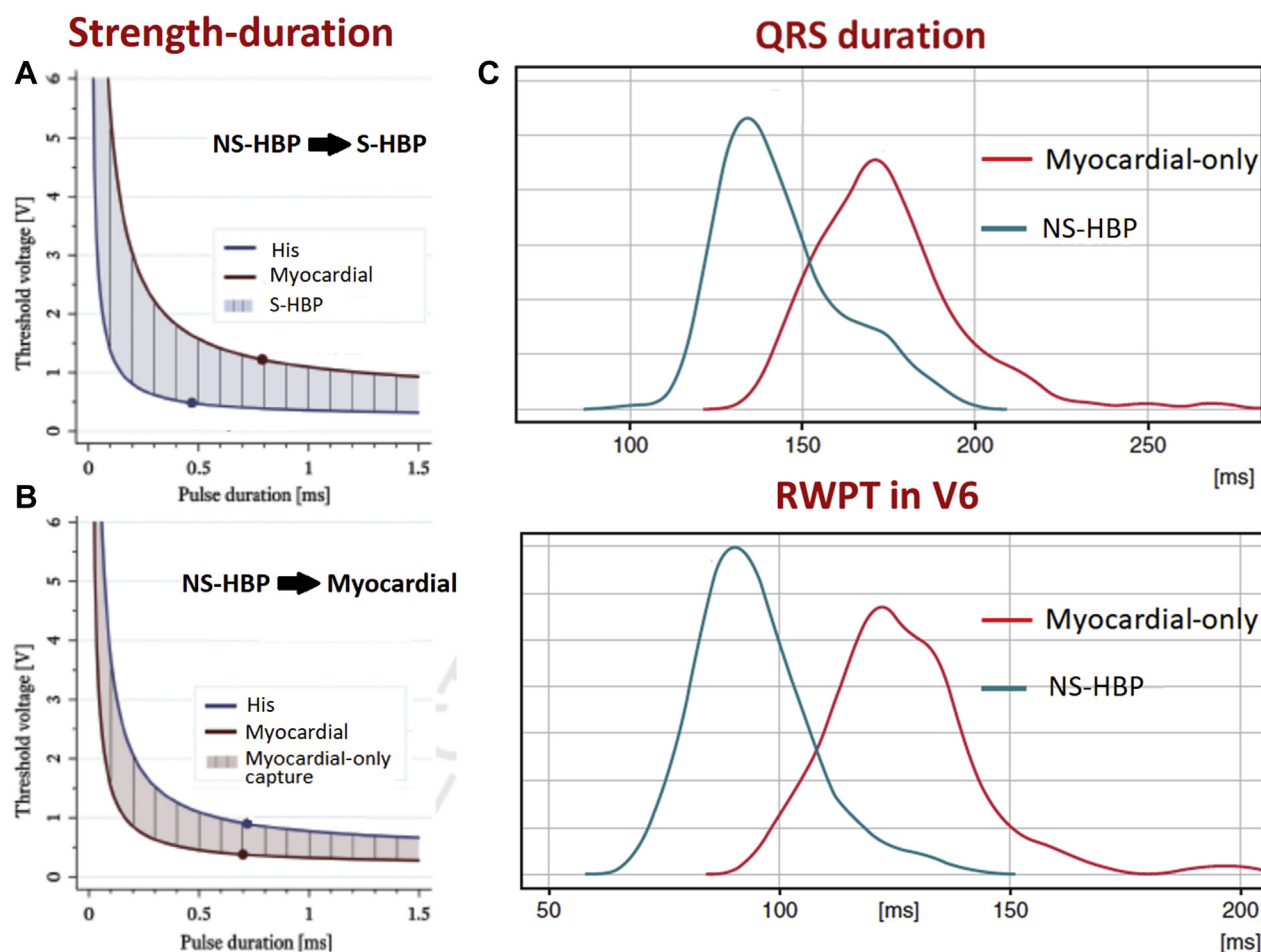 Strength-duration
A
6
5
4
3
2
1
0
Threshold voltage [V]
NS-HBP S-HBP
His
Myocardial
S-HBP
0 0.5 1 1.5
Pulse duration [ms]
B
6
5
4
3
2
1
0
Threshold voltage [V]
NS-HBP Myocardial
His
Myocardial
Myocardial-only
capture
0 0.5 1 1.5
Pulse duration [ms]
QRS duration
C
Myocardial-only
NS-HBP
100 150 200 250
[ms]
RWPT in V6
Myocardial-only
NS-HBP
50 100 [ms] 150 200
[ms]